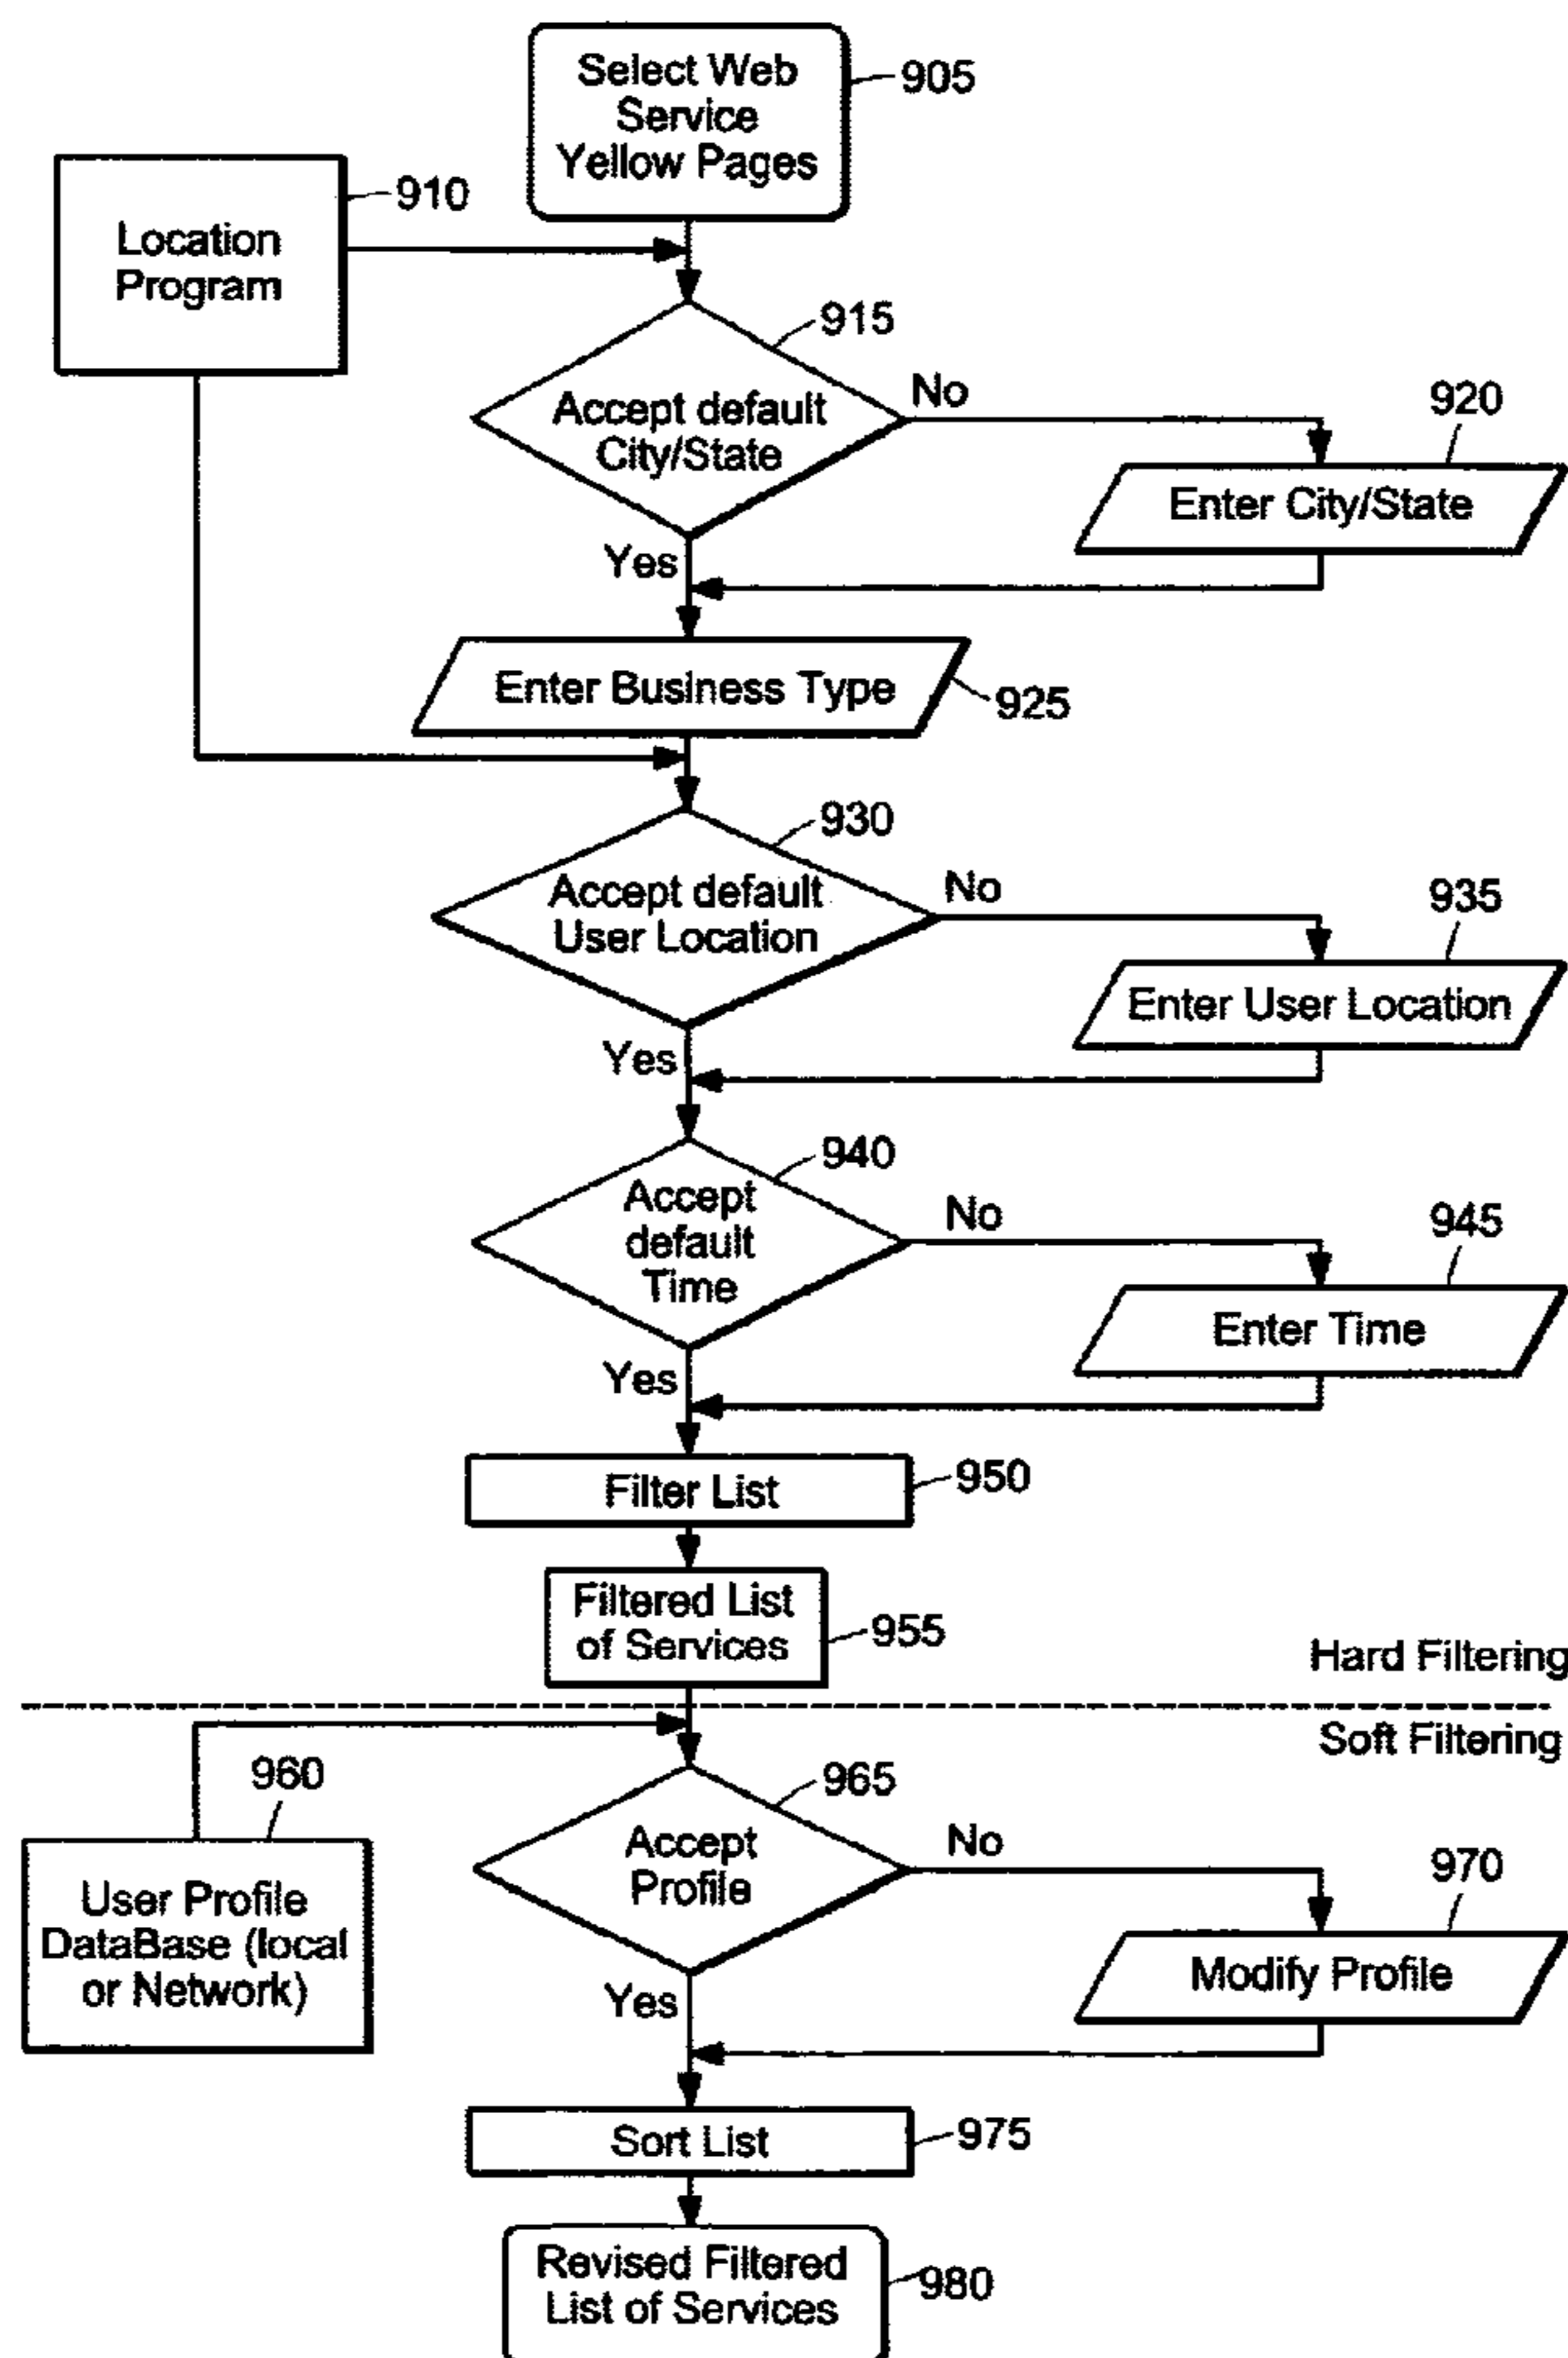 Select Web
Service
Yellow Pages
905
Location
Program
910
915
Accept default
City/State
No
920
Enter City/State
Yes
Enter Business Type
925
930
Accept default
User Location
No
935
Enter User Location
Yes
940
Accept
default
Time
No
945
Enter Time
Yes
Filter List
950
Filtered List
of Services
955
Hard Filtering
Soft Filtering
960
User Profile
DataBase (local
or Network)
965
Accept
Profile
No
970
Modify Profile
Yes
Sort List
975
Revised Filtered
List of Services
980